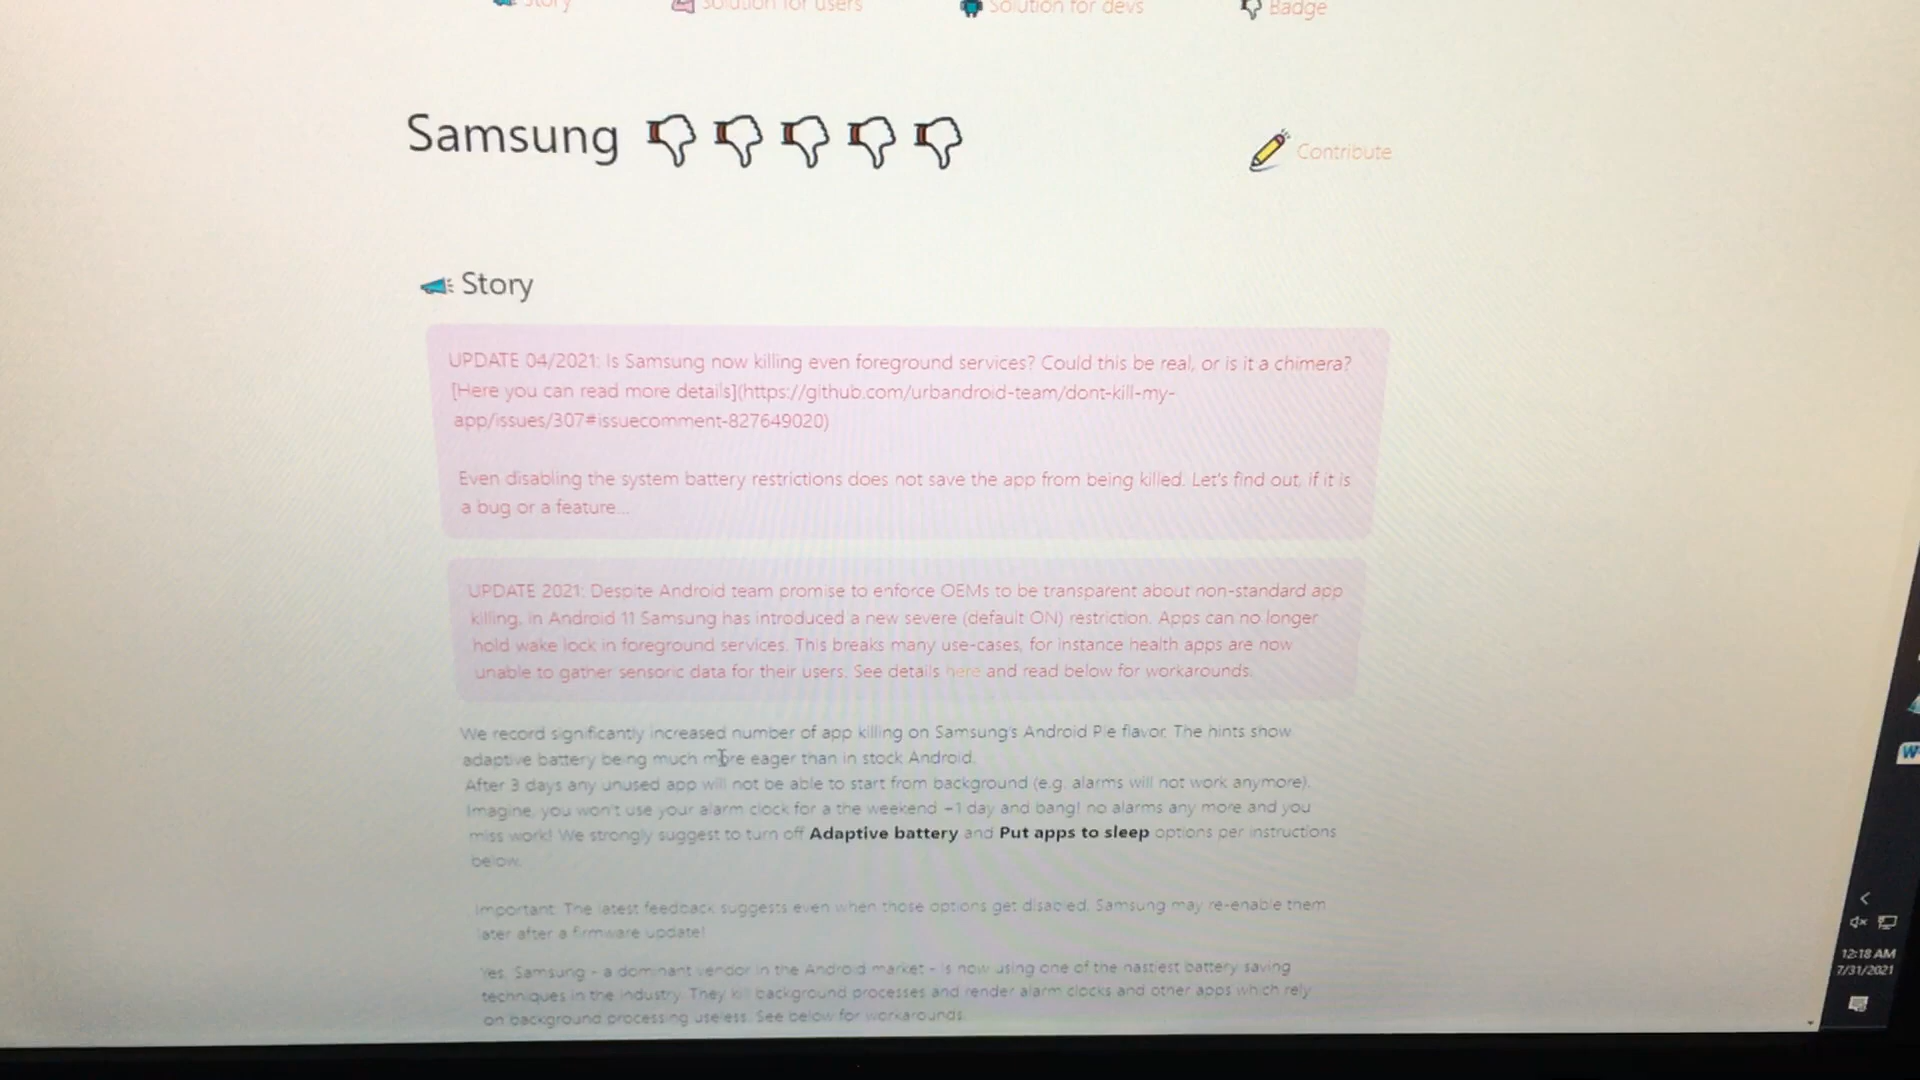 Story
Solution for users
Solution for devs
Badge
Samsung
Contribute
Story
UPDATE 04/2021: Is Samsung now killing even foreground services? Could this be real, or is it a chimera?
[Here you can read more details](https://github.com/urbandroid-team/dont-kill-my-
app/issues/307#issuecomment-827649020)
Even disabling the system battery restrictions does not save the app from being killed. Let's find out, if it is
a bug or a feature...
UPDATE 2021: Despite Android team promise to enforce OEMs to be transparent about non-standard app
killing, in Android 11 Samsung has introduced a new severe (default ON) restriction. Apps can no longer
hold wake lock in foreground services. This breaks many use-cases, for instance health apps are now
unable to gather sensoric data for their users. See details here and read below for workarounds.
We record significantly increased number of app killing on Samsung's Android Pie flavor. The hints show
adaptive battery being much more eager than in stock Android.
After 3 days any unused app will not be able to start from background (e.g. alarms will not work anymore).
Imagine, you won't use your alarm clock for a the weekend ~1 day and bang! no alarms any more and you
miss work! We strongly suggest to turn off Adaptive battery and Put apps to sleep options per instructions
below.
Important: The latest feedback suggests even when those options get disabled, Samsung may re-enable them
later after a firmware update!
Yes, Samsung - a dominant vendor in the Android market - is now using one of the nastiest battery saving
techniques in the industry. They kill background processes and render alarm clocks and other apps which rely
on background processing useless. See below for workarounds.
12:18 AM
7/31/2021
W